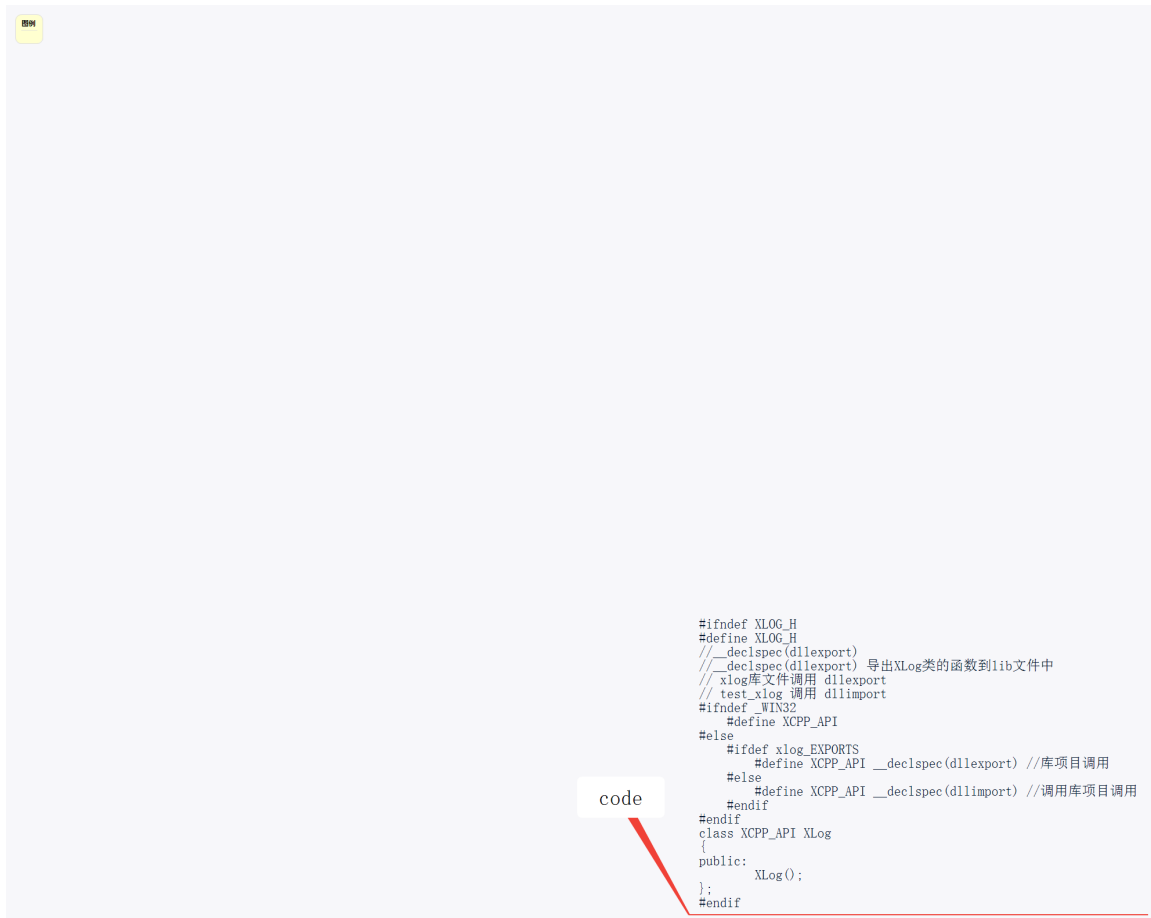 图例
#ifndef XLOG_H
#define XLOG_H
//__declspec(dllexport)
//__declspec(dllexport) 导出XLog类的函数到lib文件中
// xlog库文件调用 dllexport
// test_xlog 调用 dllimport
#ifndef _WIN32
    #define XCPP_API
#else
    #ifdef xlog_EXPORTS
        #define XCPP_API __declspec(dllexport) //库项目调用
    #else
        #define XCPP_API __declspec(dllimport) //调用库项目调用
    #endif
#endif
class XCPP_API XLog
{
public:
        XLog();
};
#endif
code